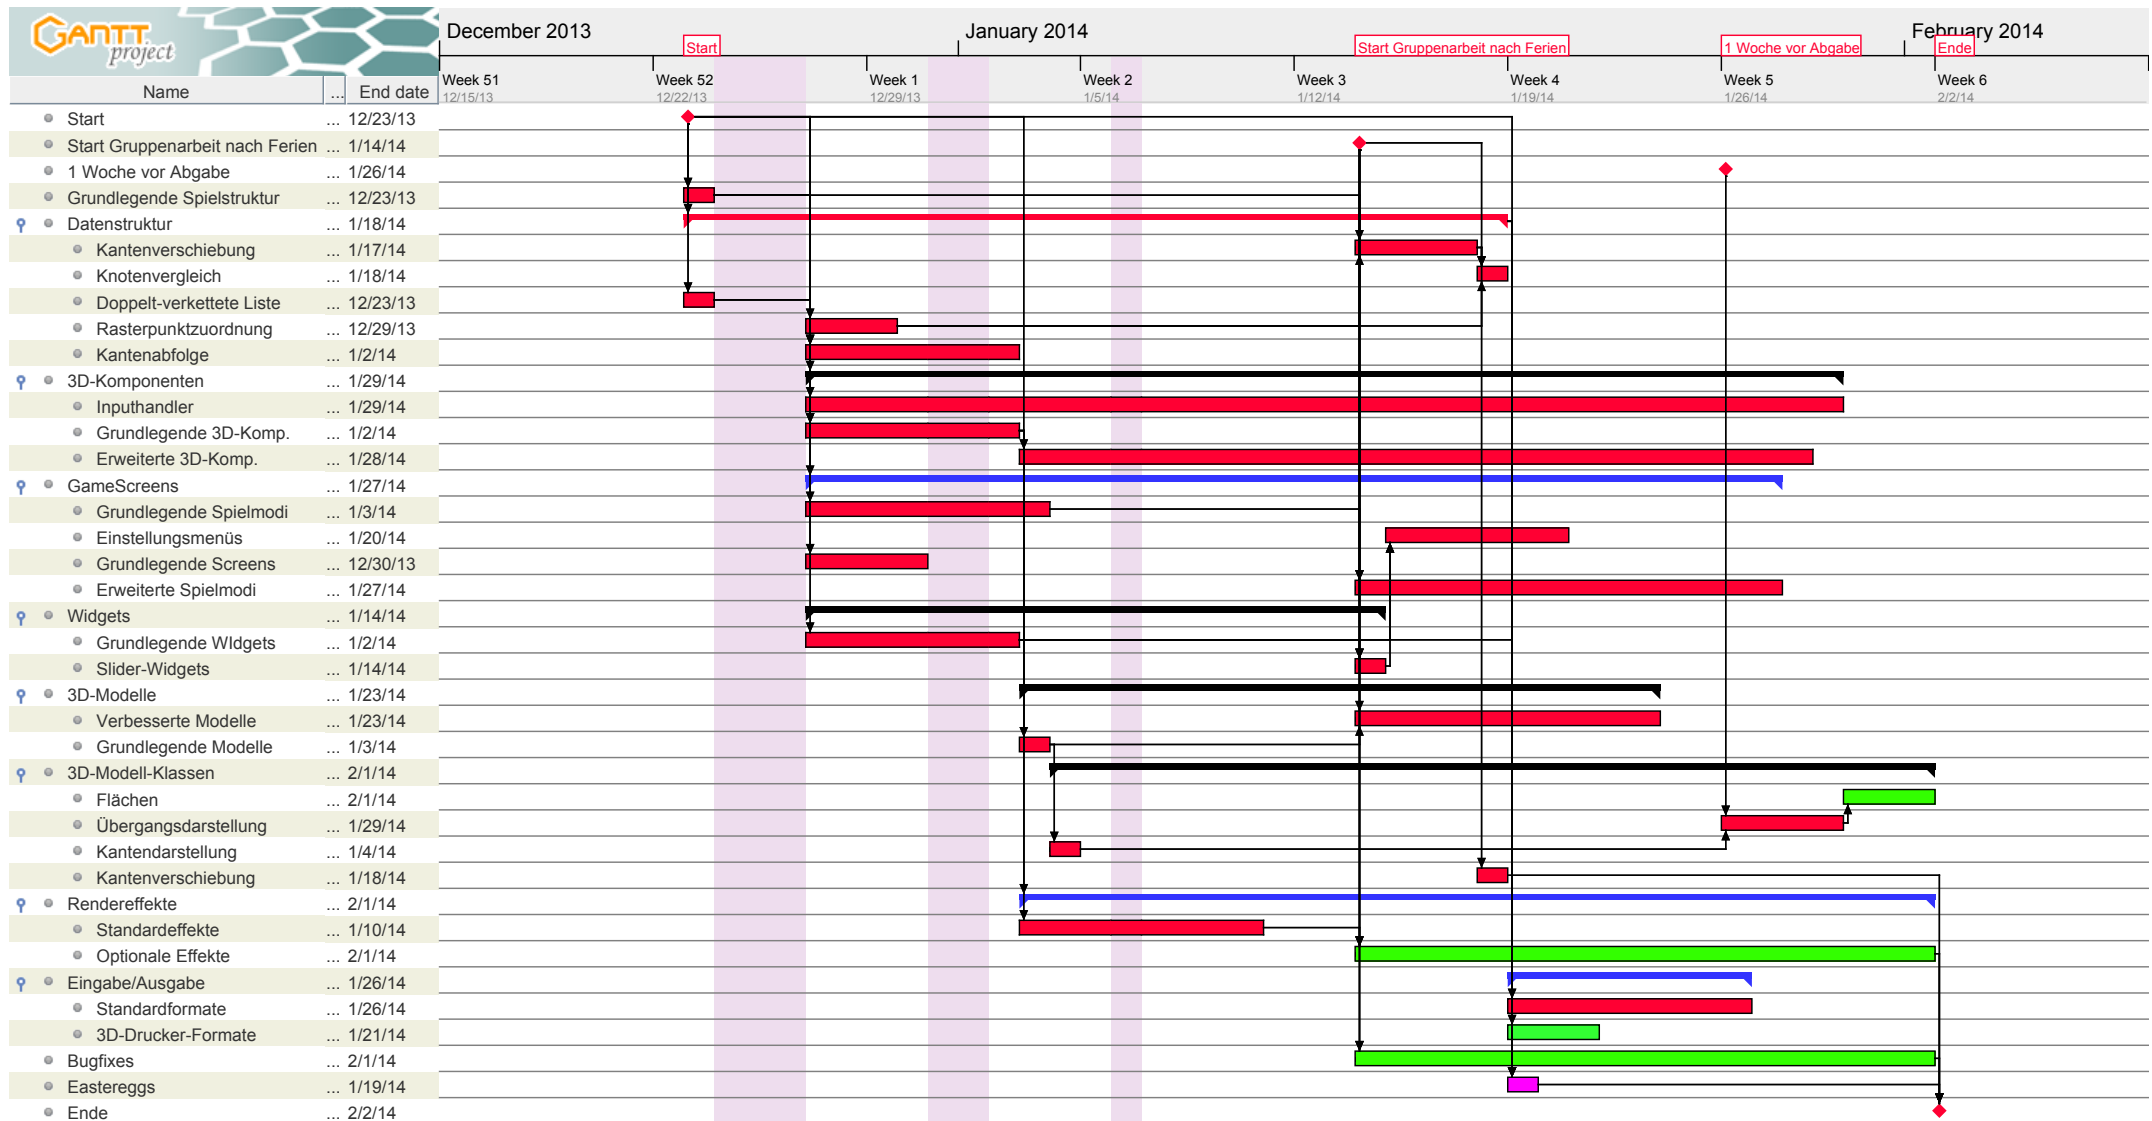 GANTT
project
December 2013
January 2014
February 2014
Start
Start Gruppenarbeit nach Ferien
1 Woche vor Abgabe
Ende
Week 51
Week 52
Week 1
Week 2
Week 3
Week 4
Week 5
Week 6
12/15/13
12/22/13
12/29/13
1/5/14
1/12/14
1/19/14
1/26/14
2/2/14
Name ... End date
Start ... 12/23/13
Start Gruppenarbeit nach Ferien ... 1/14/14
1 Woche vor Abgabe ... 1/26/14
Grundlegende Spielstruktur ... 12/23/13
Datenstruktur ... 1/18/14
Kantenverschiebung ... 1/17/14
Knotenvergleich ... 1/18/14
Doppelt-verkettete Liste ... 12/23/13
Rasterpunktzuordnung ... 12/29/13
Kantenabfolge ... 1/2/14
3D-Komponenten ... 1/29/14
Inputhandler ... 1/29/14
Grundlegende 3D-Komp. ... 1/2/14
Erweiterte 3D-Komp. ... 1/28/14
GameScreens ... 1/27/14
Grundlegende Spielmodi ... 1/3/14
Einstellungsmenüs ... 1/20/14
Grundlegende Screens ... 12/30/13
Erweiterte Spielmodi ... 1/27/14
Widgets ... 1/14/14
Grundlegende WIdgets ... 1/2/14
Slider-Widgets ... 1/14/14
3D-Modelle ... 1/23/14
Verbesserte Modelle ... 1/23/14
Grundlegende Modelle ... 1/3/14
3D-Modell-Klassen ... 2/1/14
Flächen ... 2/1/14
Übergangsdarstellung ... 1/29/14
Kantendarstellung ... 1/4/14
Kantenverschiebung ... 1/18/14
Rendereffekte ... 2/1/14
Standardeffekte ... 1/10/14
Optionale Effekte ... 2/1/14
Eingabe/Ausgabe ... 1/26/14
Standardformate ... 1/26/14
3D-Drucker-Formate ... 1/21/14
Bugfixes ... 2/1/14
Eastereggs ... 1/19/14
Ende ... 2/2/14